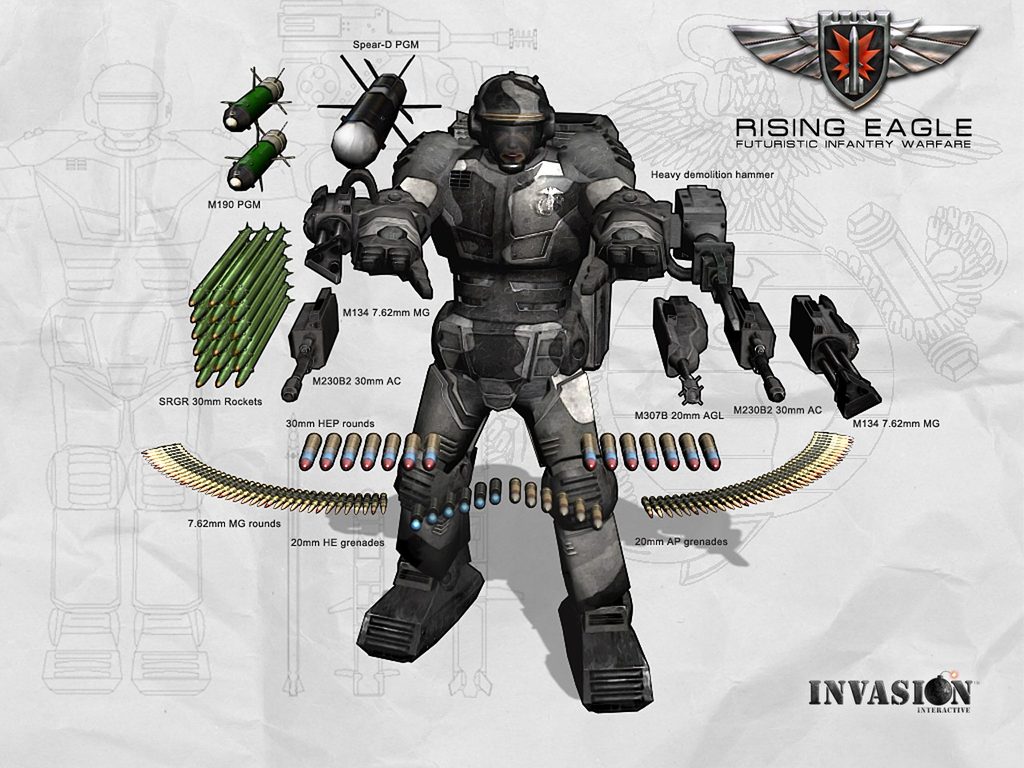 Spear-D PGM
RISING EAGLE
FUTURISTIC INFANTRY WARFARE
Heavy demolition hammer
M190 PGM
M134 7.62mm MG
M230B2 30mm AC
SRGR 30mm Rockets
M307B 20mm AGL
M230B2 30mm AC
M134 7.62mm MG
30mm HEP rounds
7.62mm MG rounds
20mm HE grenades
20mm AP grenades
INVASION
INTERACTIVE